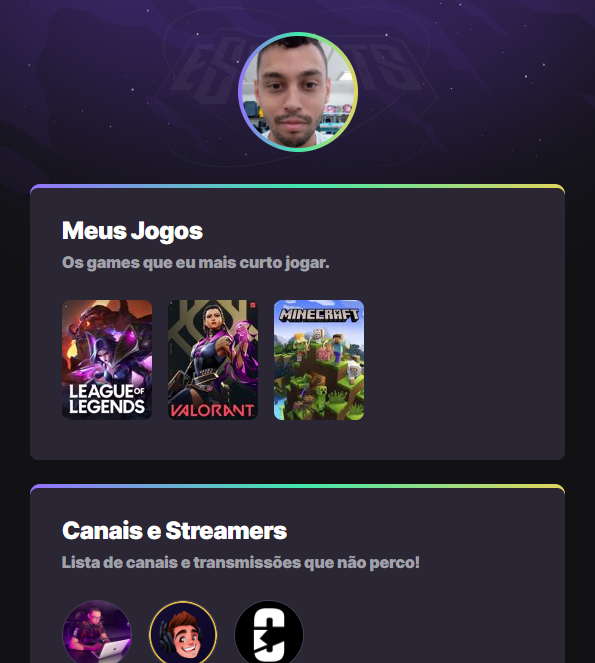 ESPORTS
Meus Jogos
Os games que eu mais curto jogar.
LEAGUE OF
LEGENDS
VALORANT
MINECRAFT
Canais e Streamers
Lista de canais e transmissões que não perco!